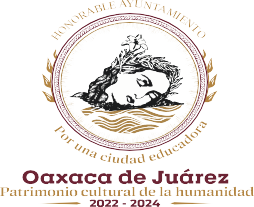 HONORABLE AYUNTAMIENTO
Por una ciudad educadora
Oaxaca de Juárez
Patrimonio cultural de la humanidad
2022 - 2024